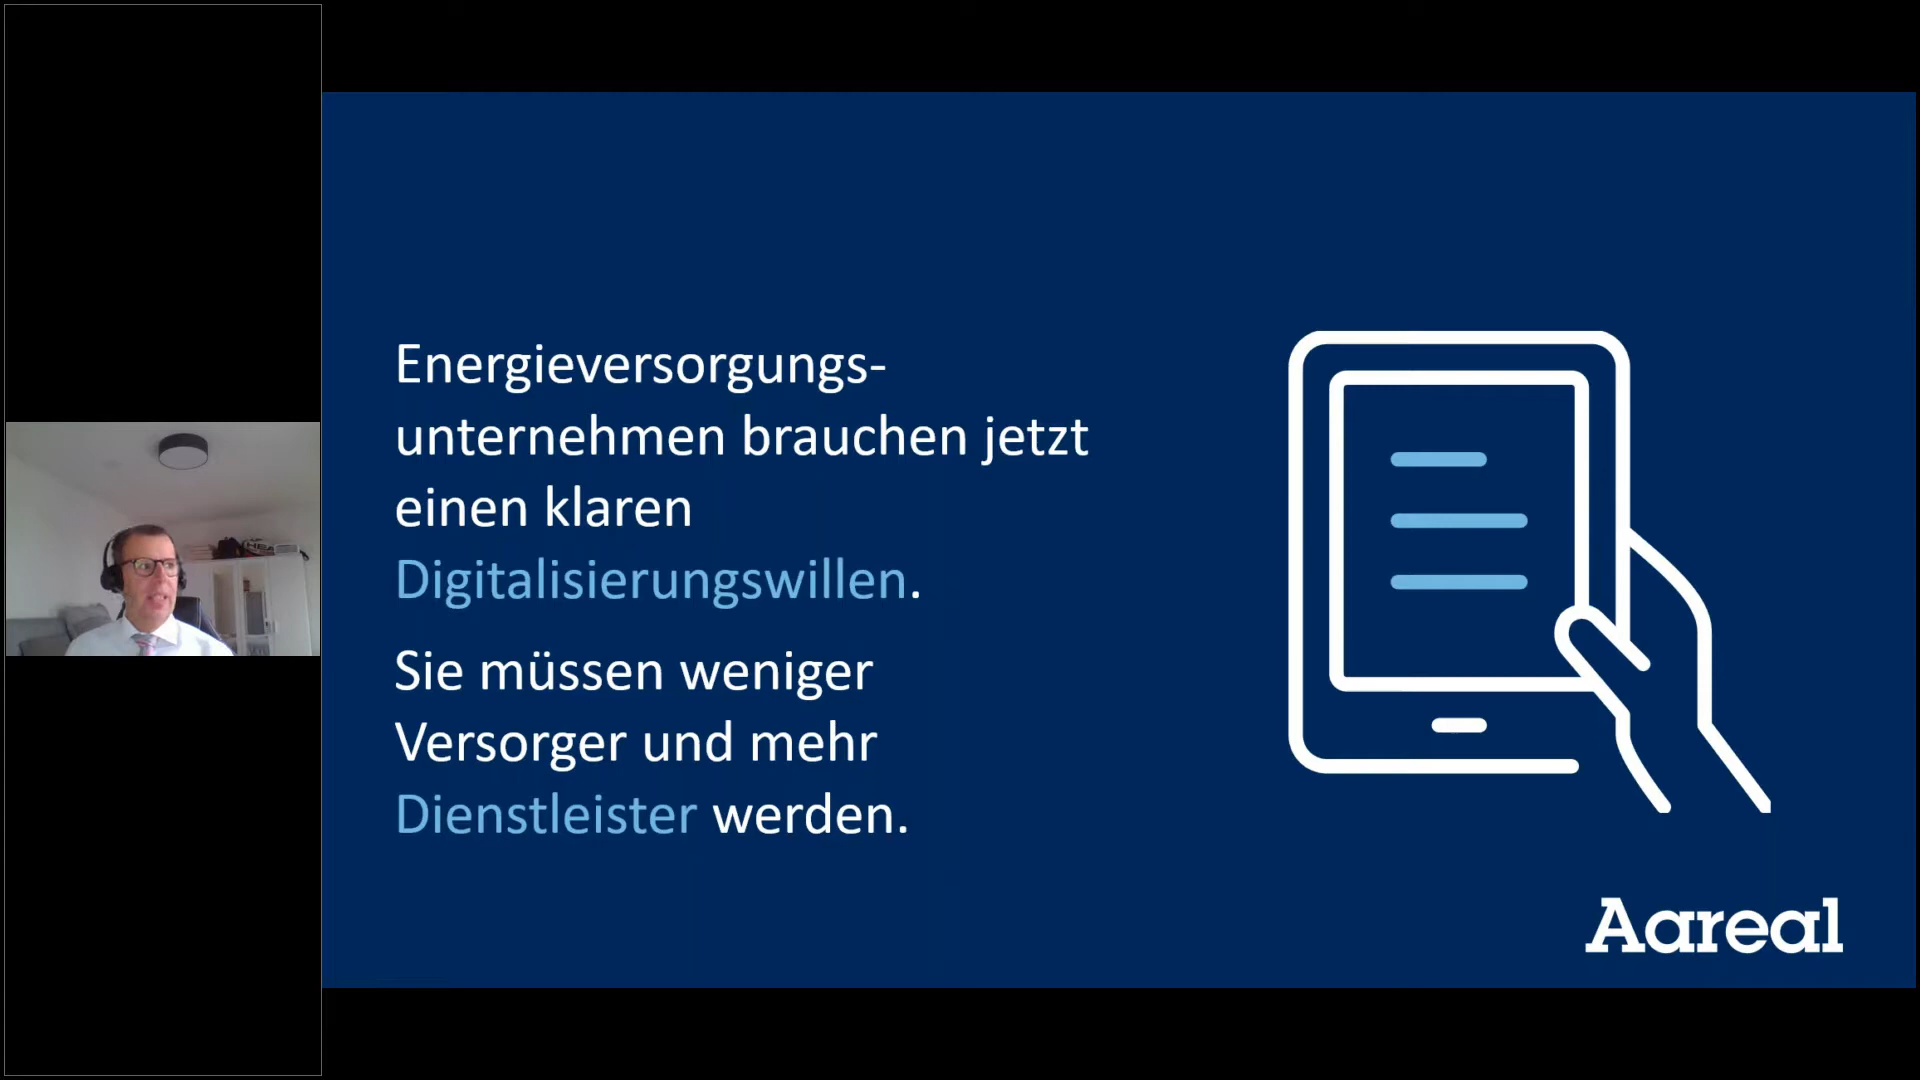 Energieversorgungs-
unternehmen brauchen jetzt
einen klaren
Digitalisierungswillen.
Sie müssen weniger
Versorger und mehr
Dienstleister werden.
Aareal